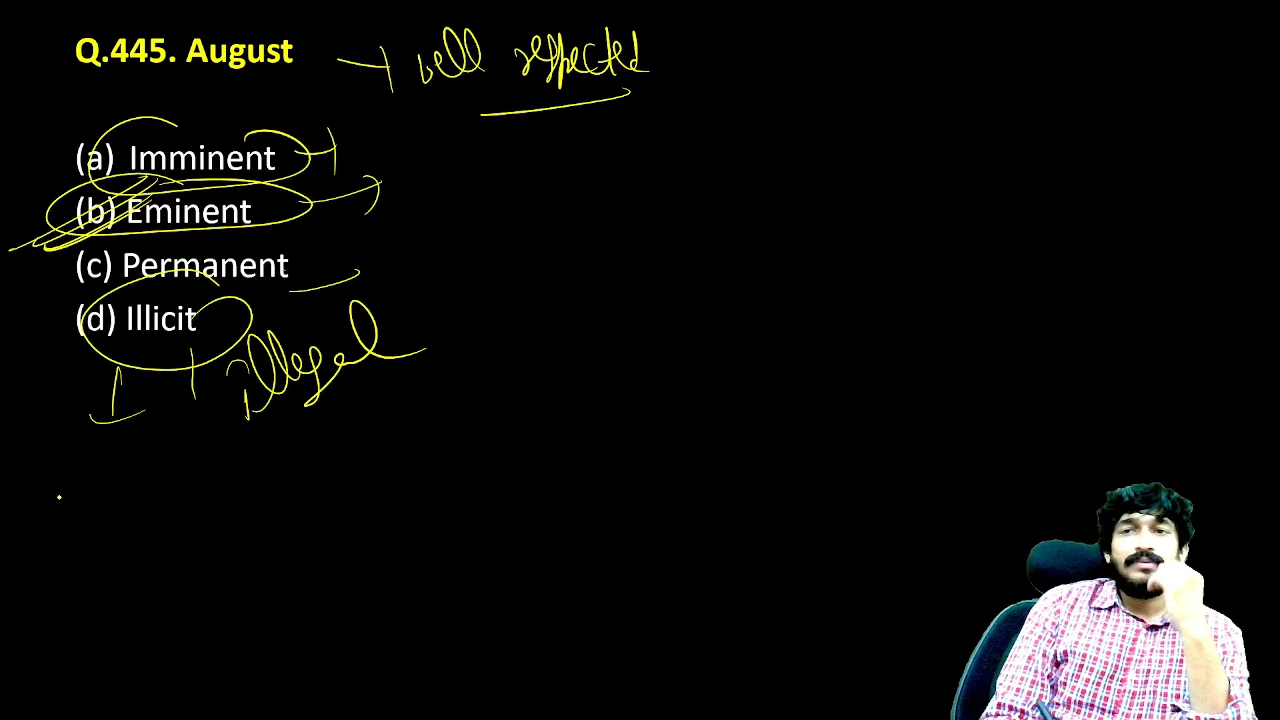 Q.445. August → well respected
(a) Imminent
(b) Eminent
(c) Permanent
(d) Illicit
illegal